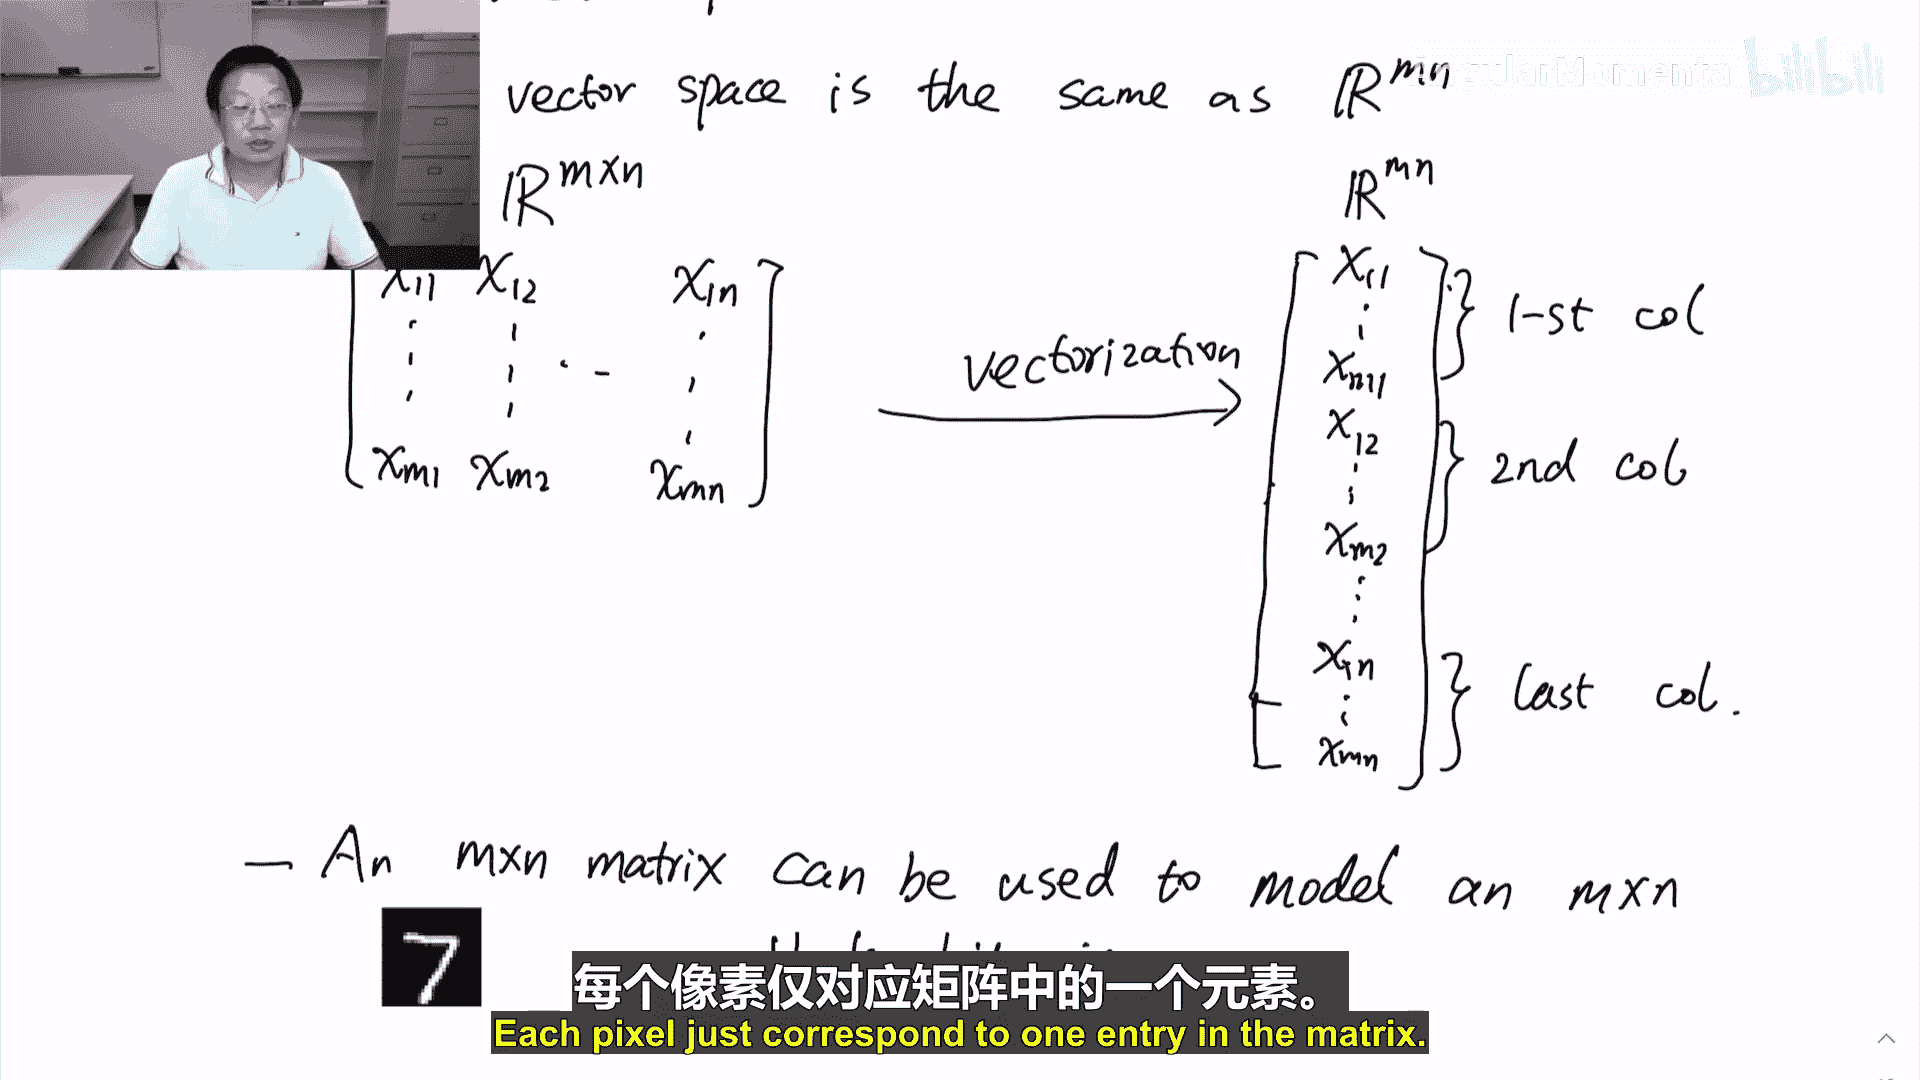 vector space is the same as ℝ^mn
AngularMomenta bilibili
ℝ^m×n
ℝ^mn
x11 x12 x1n
xm1 xm2 xmn
vectorization
x11
xm1
x12
xm2
x1n
xmn
1-st col
2nd col
last col.
— An m×n matrix can be used to model an m×n
7
每个像素仅对应矩阵中的一个元素。
Each pixel just correspond to one entry in the matrix.